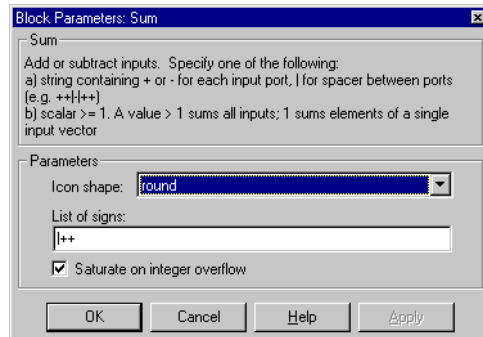 Block Parameters: Sum
Sum
Add or subtract inputs. Specify one of the following:
a) string containing + or - for each input port, | for spacer between ports
(e.g. ++|-|++)
b) scalar >= 1. A value > 1 sums all inputs; 1 sums elements of a single
input vector
Parameters
Icon shape: round
List of signs:
|++
Saturate on integer overflow
OK Cancel Help Apply